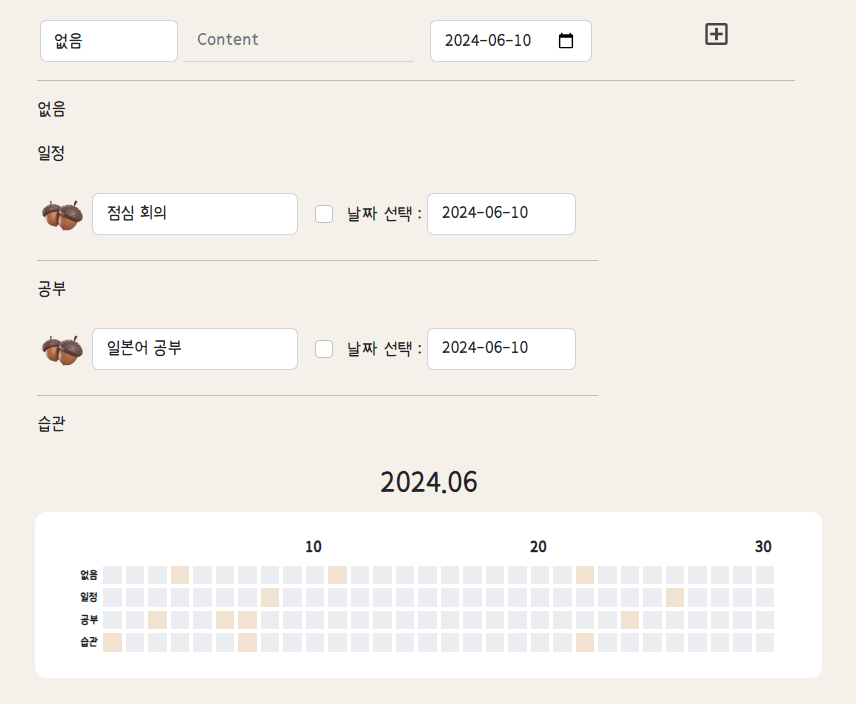 없음 Content 2024-06-10
없음
일정
점심 회의 날짜 선택 : 2024-06-10
공부
일본어 공부 날짜 선택 : 2024-06-10
습관
2024.06
10 20 30
없음
일정
공부
습관